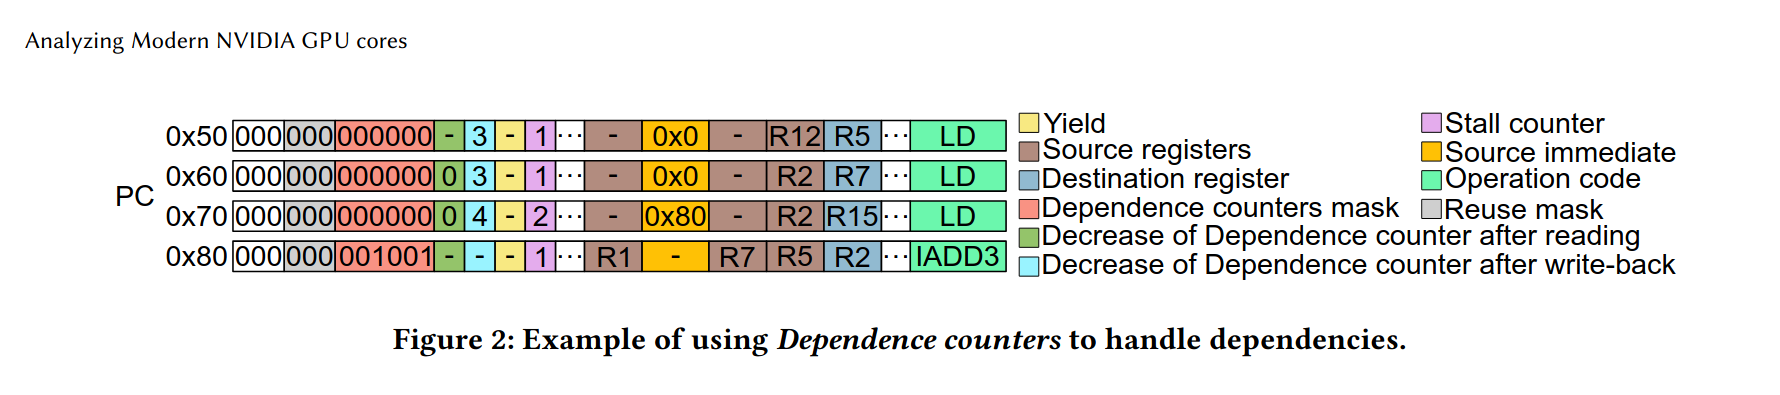 Analyzing Modern NVIDIA GPU cores
PC
0x50 000 000 000000 - 3 - 1 ... - 0x0 - R12 R5 ... LD
0x60 000 000 000000 0 3 - 1 ... - 0x0 - R2 R7 ... LD
0x70 000 000 000000 0 4 - 2 ... - 0x80 - R2 R15 ... LD
0x80 000 000 001001 - - - 1 ... R1 - R7 R5 R2 ... IADD3
Yield
Source registers
Destination register
Dependence counters mask
Decrease of Dependence counter after reading
Decrease of Dependence counter after write-back
Stall counter
Source immediate
Operation code
Reuse mask
Figure 2: Example of using Dependence counters to handle dependencies.